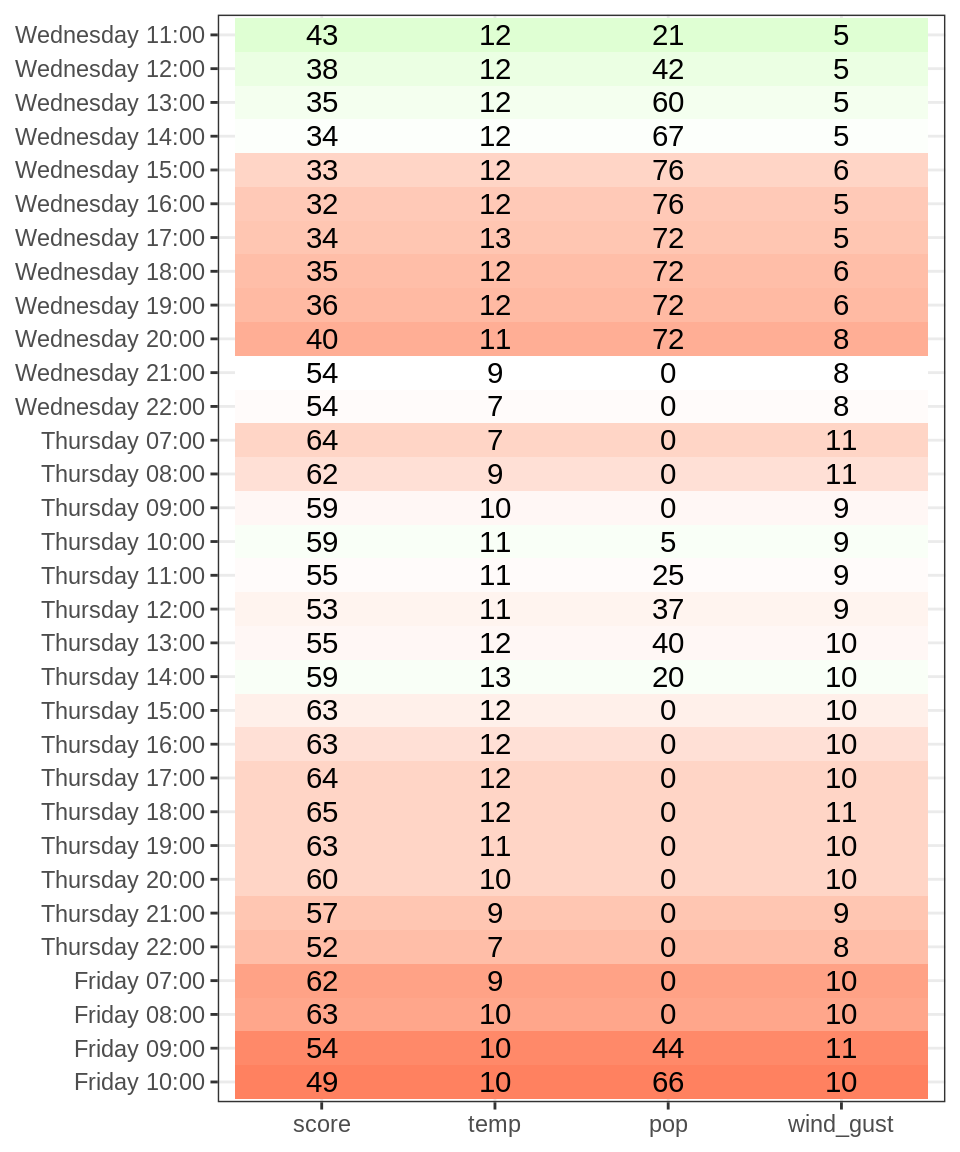 Wednesday 11:00 43 12 21 5
Wednesday 12:00 38 12 42 5
Wednesday 13:00 35 12 60 5
Wednesday 14:00 34 12 67 5
Wednesday 15:00 33 12 76 6
Wednesday 16:00 32 12 76 5
Wednesday 17:00 34 13 72 5
Wednesday 18:00 35 12 72 6
Wednesday 19:00 36 12 72 6
Wednesday 20:00 40 11 72 8
Wednesday 21:00 54 9 0 8
Wednesday 22:00 54 7 0 8
Thursday 07:00 64 7 0 11
Thursday 08:00 62 9 0 11
Thursday 09:00 59 10 0 9
Thursday 10:00 59 11 5 9
Thursday 11:00 55 11 25 9
Thursday 12:00 53 11 37 9
Thursday 13:00 55 12 40 10
Thursday 14:00 59 13 20 10
Thursday 15:00 63 12 0 10
Thursday 16:00 63 12 0 10
Thursday 17:00 64 12 0 10
Thursday 18:00 65 12 0 11
Thursday 19:00 63 11 0 10
Thursday 20:00 60 10 0 10
Thursday 21:00 57 9 0 9
Thursday 22:00 52 7 0 8
Friday 07:00 62 9 0 10
Friday 08:00 63 10 0 10
Friday 09:00 54 10 44 11
Friday 10:00 49 10 66 10
score temp pop wind_gust